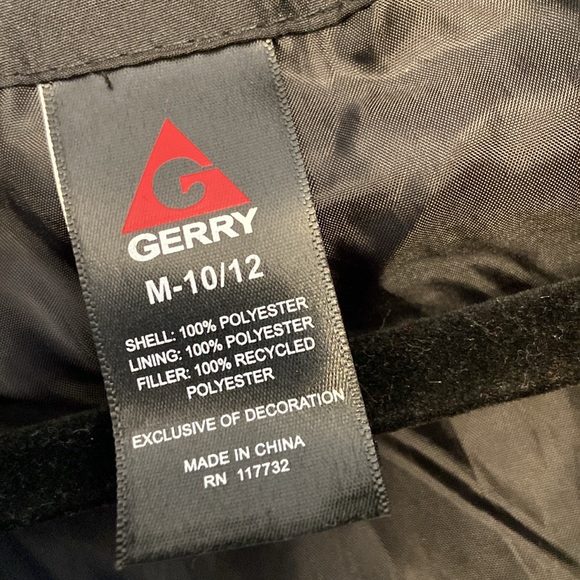 G
GERRY
M-10/12
SHELL: 100% POLYESTER
LINING: 100% POLYESTER
FILLER: 100% RECYCLED
POLYESTER
EXCLUSIVE OF DECORATION
MADE IN CHINA
RN 117732